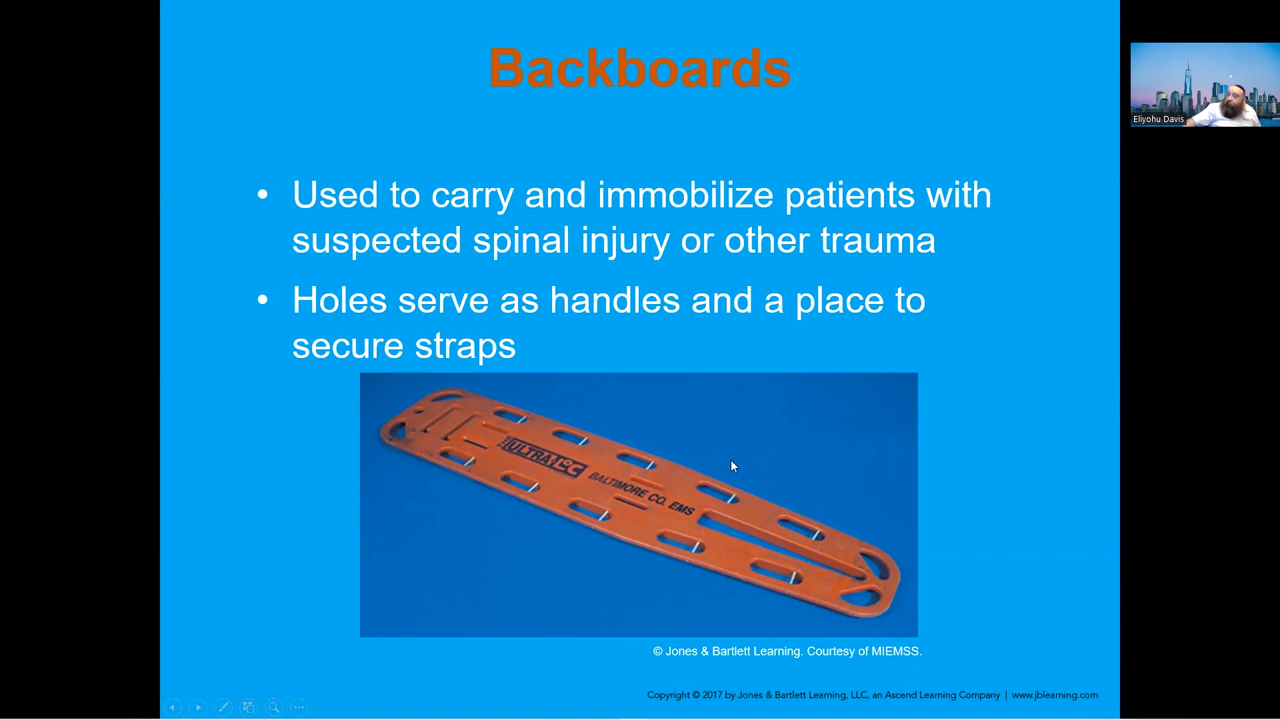 Backboards
Eliyohu Davis
• Used to carry and immobilize patients with
suspected spinal injury or other trauma
• Holes serve as handles and a place to
secure straps
ULTRA LOC
BALTIMORE CO. EMS
© Jones & Bartlett Learning. Courtesy of MIEMSS.
Copyright © 2017 by Jones & Bartlett Learning, LLC, an Ascend Learning Company | www.jblearning.com